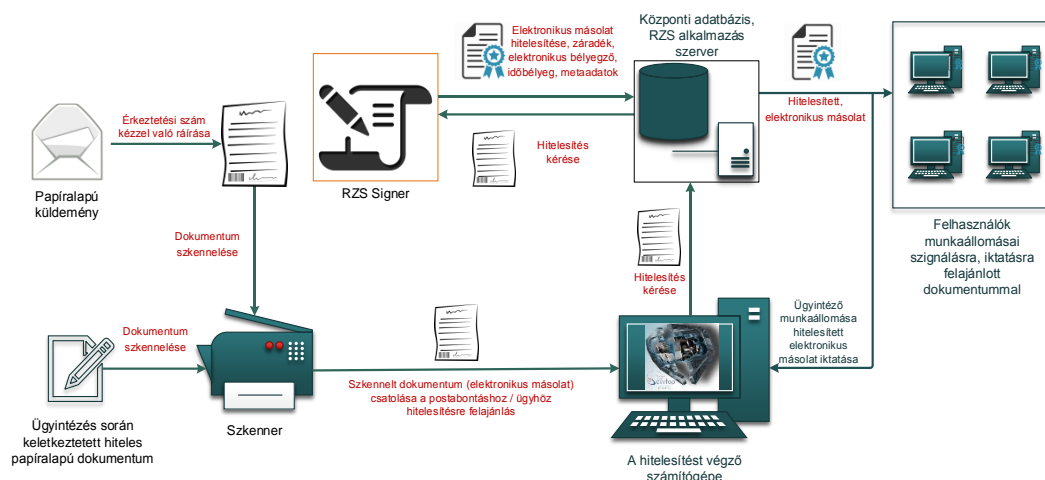 Elektronikus másolat
hitelesítése, záradék,
elektronikus bélyegző,
időbélyeg, metaadatok
Központi adatbázis,
RZS alkalmazás
szerver
Érkeztetési szám
kézzel való ráírása
Hitelesítés
kérése
Hitelesített,
elektronikus másolat
Papíralapú
küldemény
RZS Signer
Felhasználók
munkaállomásai
szignálásra, iktatásra
felajánlott
dokumentummal
Dokumentum
szkennelése
Hitelesítés
kérése
Ügyintéző
munkaállomása
hitelesített
elektronikus
másolat iktatása
Dokumentum
szkennelése
Szkennelt dokumentum (elektronikus másolat)
csatolása a postabontáshoz / ügyhöz
hitelesítésre felajánlás
Ügyintézés során
keletkeztetett hiteles
papíralapú dokumentum
Szkenner
A hitelesítést végző
számítógépe